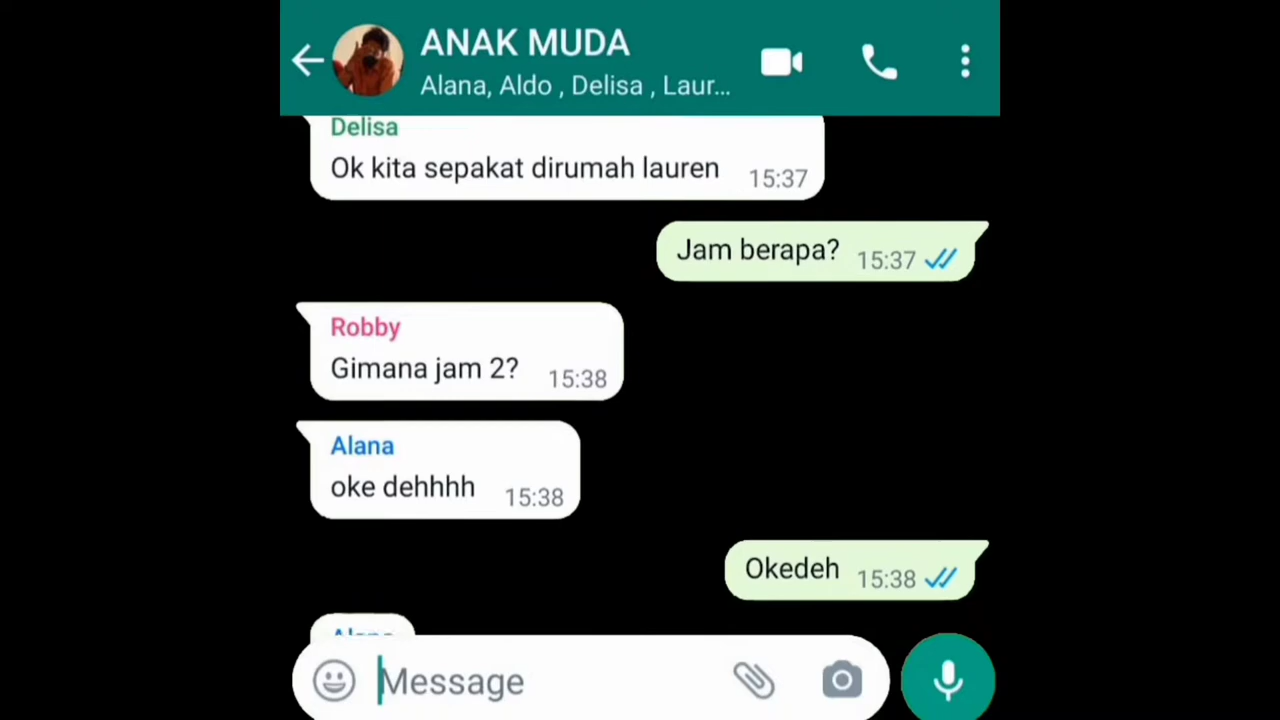 ANAK MUDA
Alana, Aldo , Delisa , Laur...
Delisa
Ok kita sepakat dirumah lauren 15:37
Jam berapa? 15:37
Robby
Gimana jam 2? 15:38
Alana
oke dehhhh 15:38
Okedeh 15:38
Alana
Message